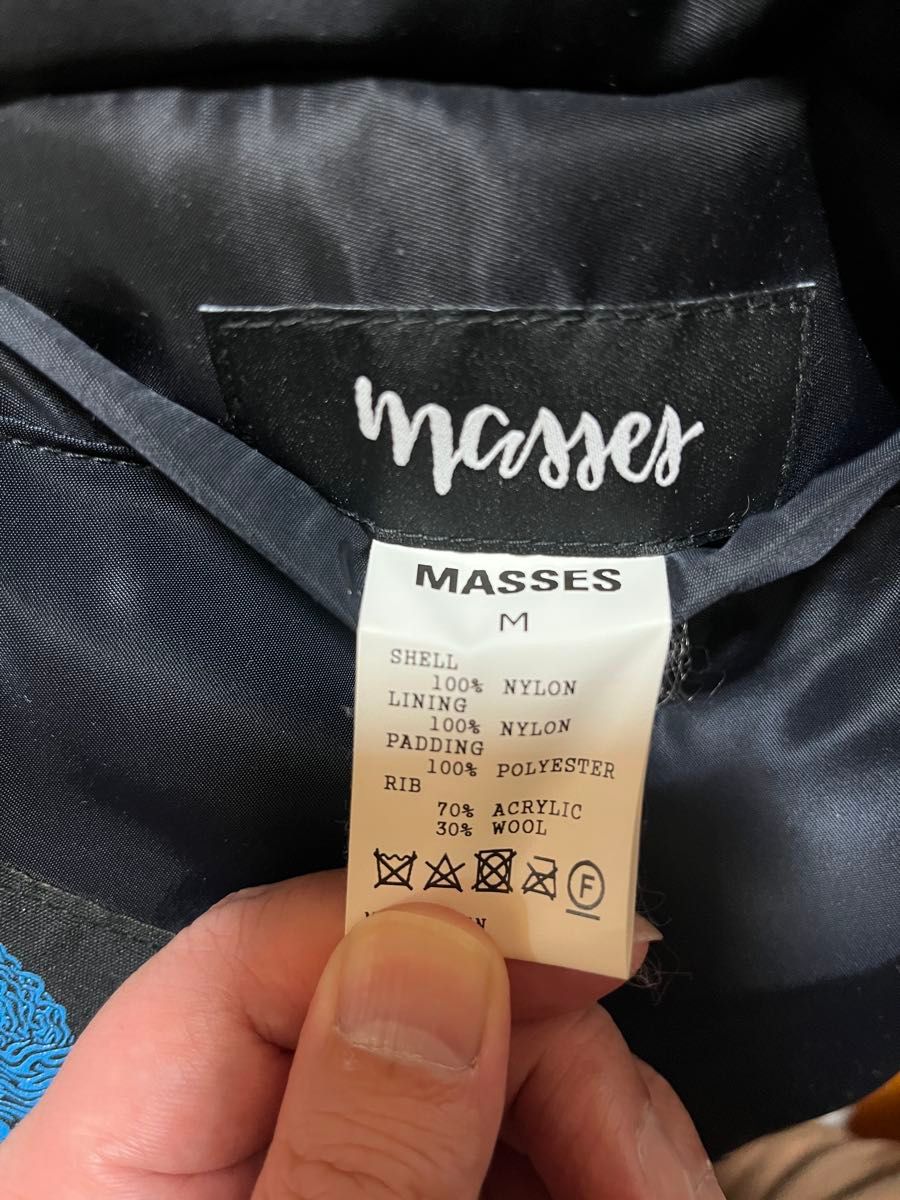 masses
MASSES
M
SHELL
100% NYLON
LINING
100% NYLON
PADDING
100% POLYESTER
RIB
70% ACRYLIC
30% WOOL
F